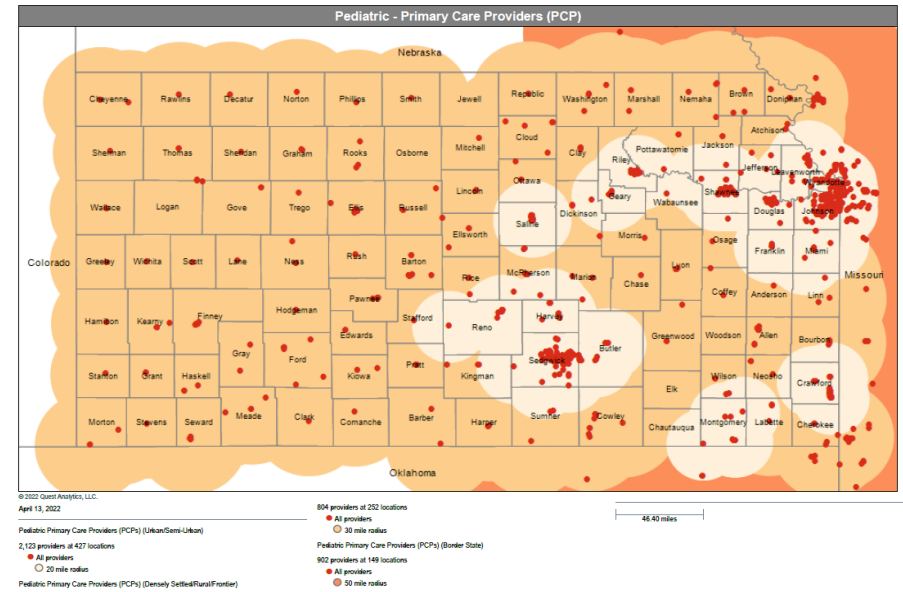 Pediatric - Primary Care Providers (PCP)
Nebraska
Cheyenne Rawlins Decatur Norton Phillips Smith Jewell Republic Washington Marshall Nemaha Brown Doniphan
Atchison
Sherman Thomas Sheridan Graham Rooks Osborne Mitchell Cloud Clay Riley Pottawatomie Jackson
Jefferson Leavenworth
Wyandotte
Wallace Logan Gove Trego Ellis Russell Lincoln Ottawa Geary Wabaunsee Shawnee
Saline Dickinson Douglas Johnson
Ellsworth Morris Osage
Colorado Greeley Wichita Scott Lane Ness Rush Barton Rice McPherson Marion Chase Lyon Franklin Miami Missouri
Pawnee Coffey Anderson Linn
Hamilton Kearny Finney Hodgeman Stafford Reno Harvey
Edwards Greenwood Woodson Allen Bourbon
Gray Ford Sedgwick Butler
Stanton Grant Haskell Kiowa Pratt Kingman Wilson Neosho Crawford
Elk
Morton Stevens Seward Meade Clark Comanche Barber Harper Sumner Cowley Chautauqua Montgomery Labette Cherokee
Oklahoma
© 2022 Quest Analytics, LLC.
April 13, 2022
Pediatric Primary Care Providers (PCPs) (Urban/Semi-Urban)
2,123 providers at 427 locations
All providers
20 mile radius
Pediatric Primary Care Providers (PCPs) (Densely Settled/Rural/Frontier)
804 providers at 252 locations
All providers
30 mile radius
Pediatric Primary Care Providers (PCPs) (Border State)
902 providers at 149 locations
All providers
50 mile radius
46.40 miles